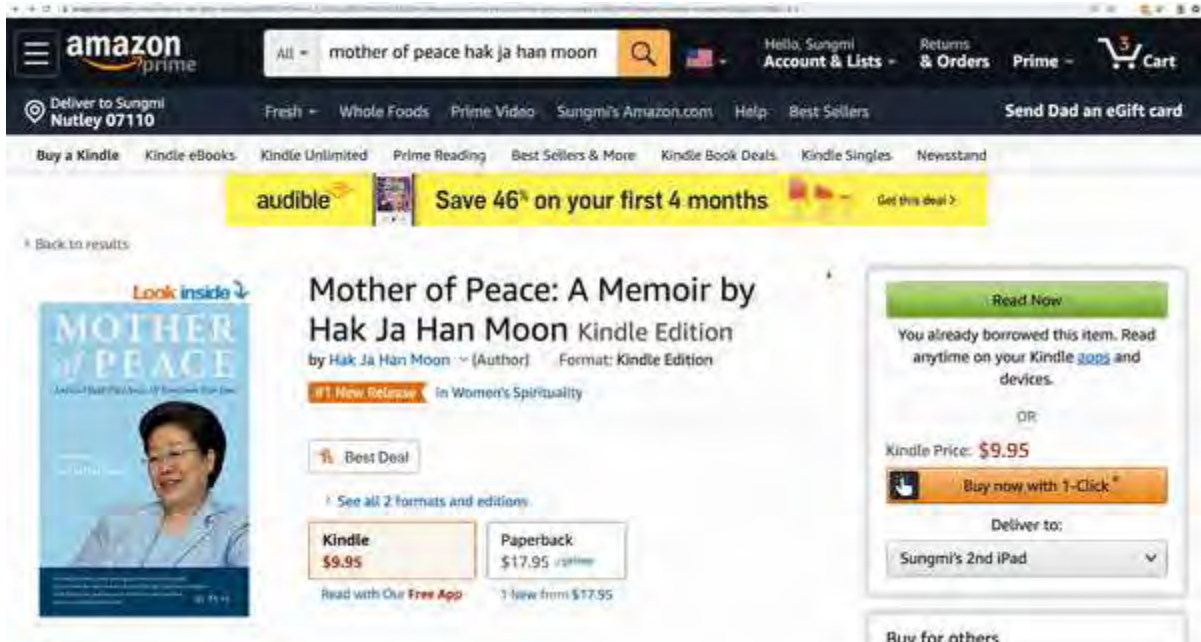 amazon
prime
All
mother of peace hak ja han moon
Hello, Sungmi
Account & Lists
Returns
& Orders
Prime
3
Cart
Deliver to Sungmi
Nutley 07110
Fresh
Whole Foods
Prime Video
Sungmi's Amazon.com
Help
Best Sellers
Send Dad an eGift card
Buy a Kindle
Kindle eBooks
Kindle Unlimited
Prime Reading
Best Sellers & More
Kindle Book Deals
Kindle Singles
Newsstand
audible
Save 46% on your first 4 months
Get this deal >
‹ Back to results
Look inside
MOTHER
of PEACE
Mother of Peace: A Memoir by
Hak Ja Han Moon Kindle Edition
by Hak Ja Han Moon (Author) Format: Kindle Edition
#1 New Release in Women's Spirituality
Best Deal
› See all 2 formats and editions
Kindle
$9.95
Paperback
$17.95 prime
Read with Our Free App
1 New from $17.95
Read Now
You already borrowed this item. Read
anytime on your Kindle apps and
devices.
OR
Kindle Price: $9.95
Buy now with 1-Click ®
Deliver to:
Sungmi's 2nd iPad
Buy for others